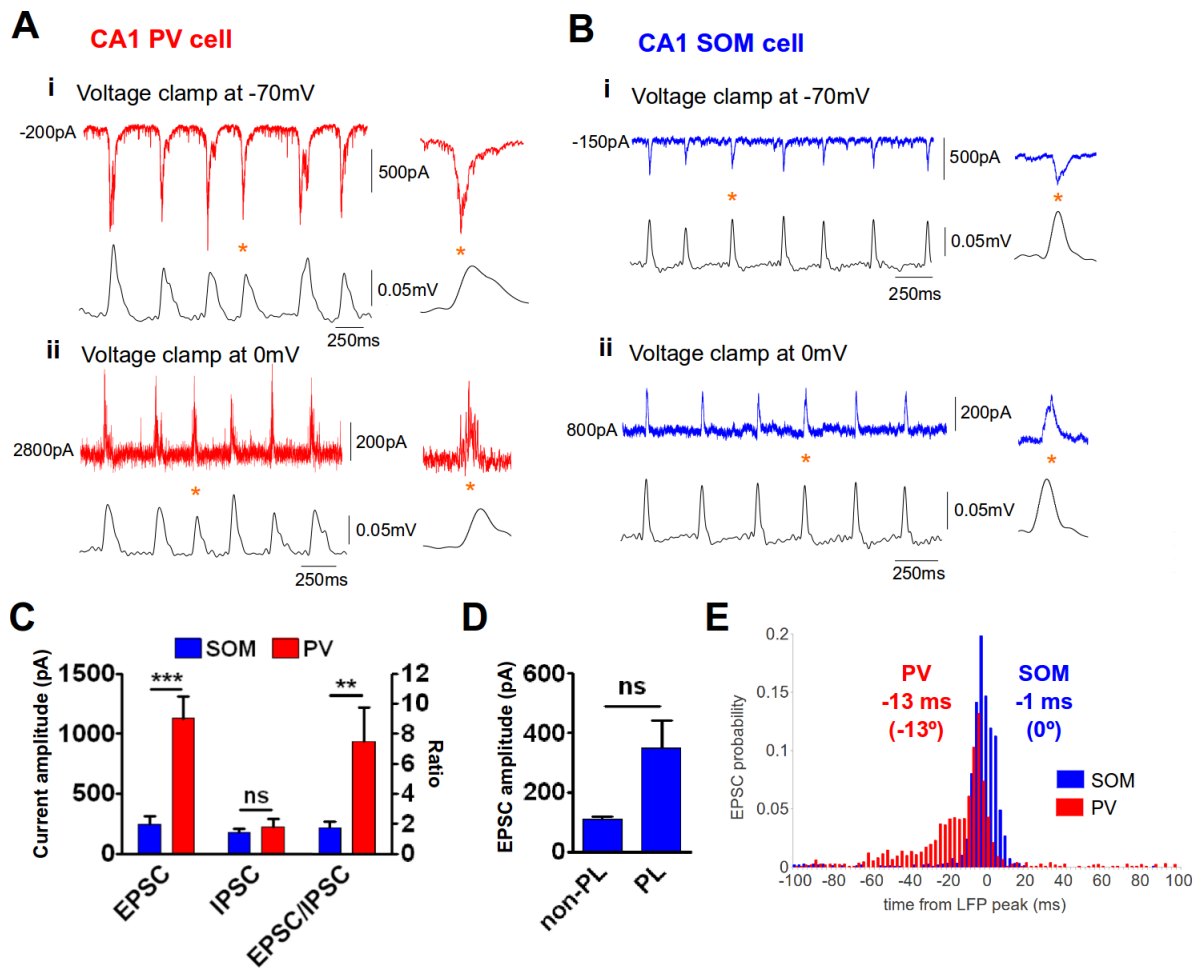 A
CA1 PV cell
i
Voltage clamp at -70mV
-200pA
500pA
*
*
0.05mV
250ms
ii
Voltage clamp at 0mV
2800pA
200pA
*
*
0.05mV
250ms
B
CA1 SOM cell
i
Voltage clamp at -70mV
-150pA
500pA
*
*
0.05mV
250ms
ii
Voltage clamp at 0mV
800pA
200pA
*
*
0.05mV
250ms
C
SOM PV
Current amplitude (pA)
1500
1000
500
0
***
ns
**
12
10
8
6
4
2
0
Ratio
EPSC
IPSC
EPSC/IPSC
D
EPSC amplitude (pA)
600
400
200
0
ns
non-PL
PL
E
EPSC probability
0.2
0.15
0.1
0.05
0
PV
-13 ms
(-13º)
SOM
-1 ms
(0º)
SOM
PV
-100 -80 -60 -40 -20 0 20 40 60 80 100
time from LFP peak (ms)